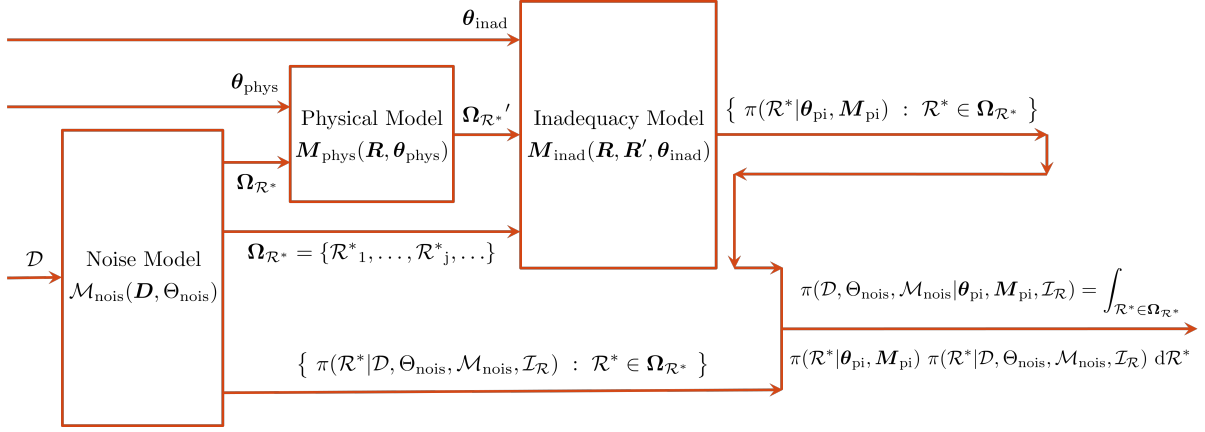 θ_inad
θ_phys
Physical Model
M_phys(R, θ_phys)
Ω_ℛ*′
Inadequacy Model
M_inad(R, R′, θ_inad)
{ π(ℛ*|θ_pi, M_pi) : ℛ* ∈ Ω_ℛ* }
Ω_ℛ*
𝒟
Noise Model
ℳ_nois(D, Θ_nois)
Ω_ℛ* = {ℛ*_1, …, ℛ*_j, …}
π(𝒟, Θ_nois, ℳ_nois|θ_pi, M_pi, ℐ_ℛ) = ∫_ℛ*∈Ω_ℛ*
π(ℛ*|θ_pi, M_pi) π(ℛ*|𝒟, Θ_nois, ℳ_nois, ℐ_ℛ) dℛ*
{ π(ℛ*|𝒟, Θ_nois, ℳ_nois, ℐ_ℛ) : ℛ* ∈ Ω_ℛ* }